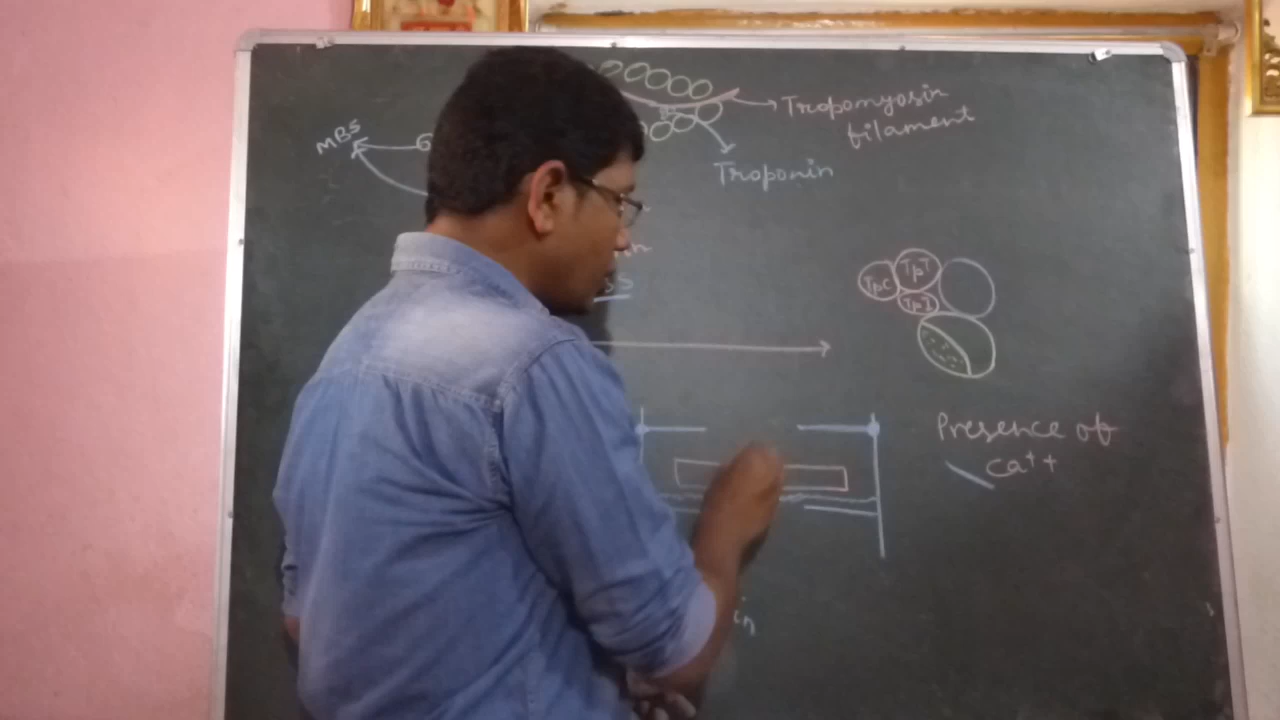 Tropomyosin
filament
MBS
Troponin
TpC TpT
TpI
Presence of
Ca++